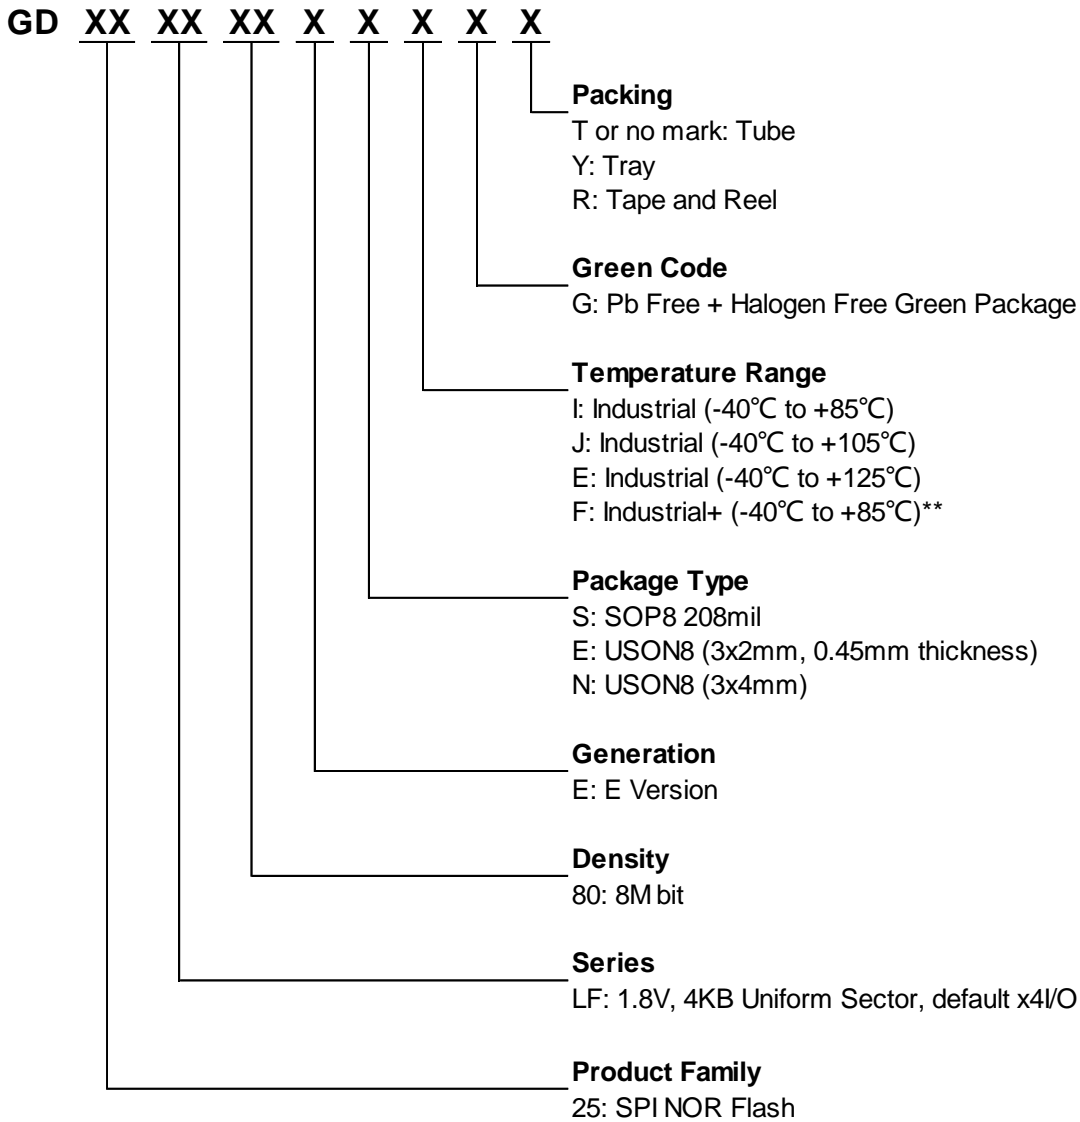 GD XX XX XX X X X X X
Packing
T or no mark: Tube
Y: Tray
R: Tape and Reel
Green Code
G: Pb Free + Halogen Free Green Package
Temperature Range
I: Industrial (-40℃ to +85℃)
J: Industrial (-40℃ to +105℃)
E: Industrial (-40℃ to +125℃)
F: Industrial+ (-40℃ to +85℃)**
Package Type
S: SOP8 208mil
E: USON8 (3x2mm, 0.45mm thickness)
N: USON8 (3x4mm)
Generation
E: E Version
Density
80: 8M bit
Series
LF: 1.8V, 4KB Uniform Sector, default x4I/O
Product Family
25: SPI NOR Flash